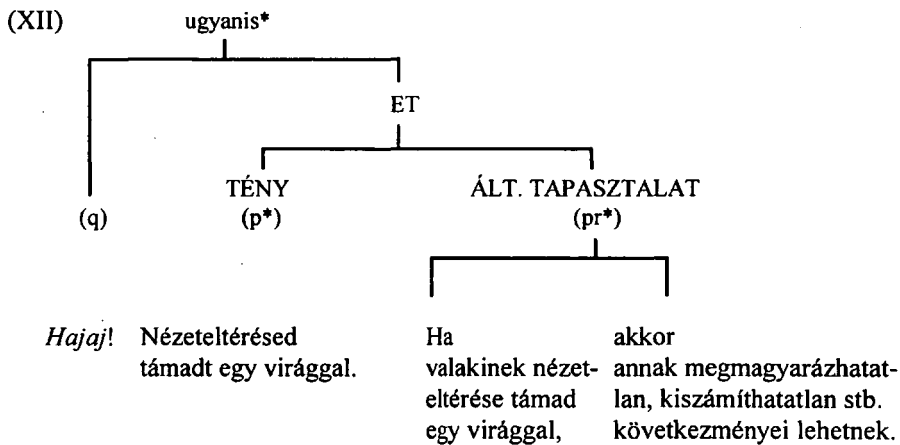 (XII) ugyanis*
ET
TÉNY ÁLT. TAPASZTALAT
(q) (p*) (pr*)
Hajaj! Nézeteltérésed Ha akkor
támadt egy virággal. valakinek nézet- annak megmagyarázhatat-
eltérése támad lan, kiszámíthatatlan stb.
egy virággal, következményei lehetnek.